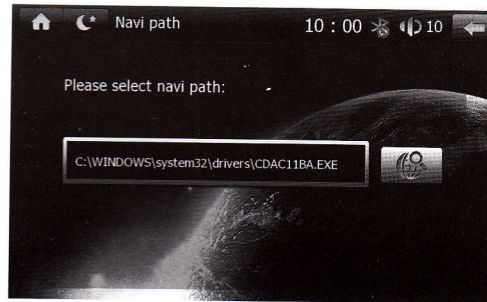 Navi path 10 : 00 10
Please select navi path:
C:\WINDOWS\system32\drivers\CDAC11BA.EXE